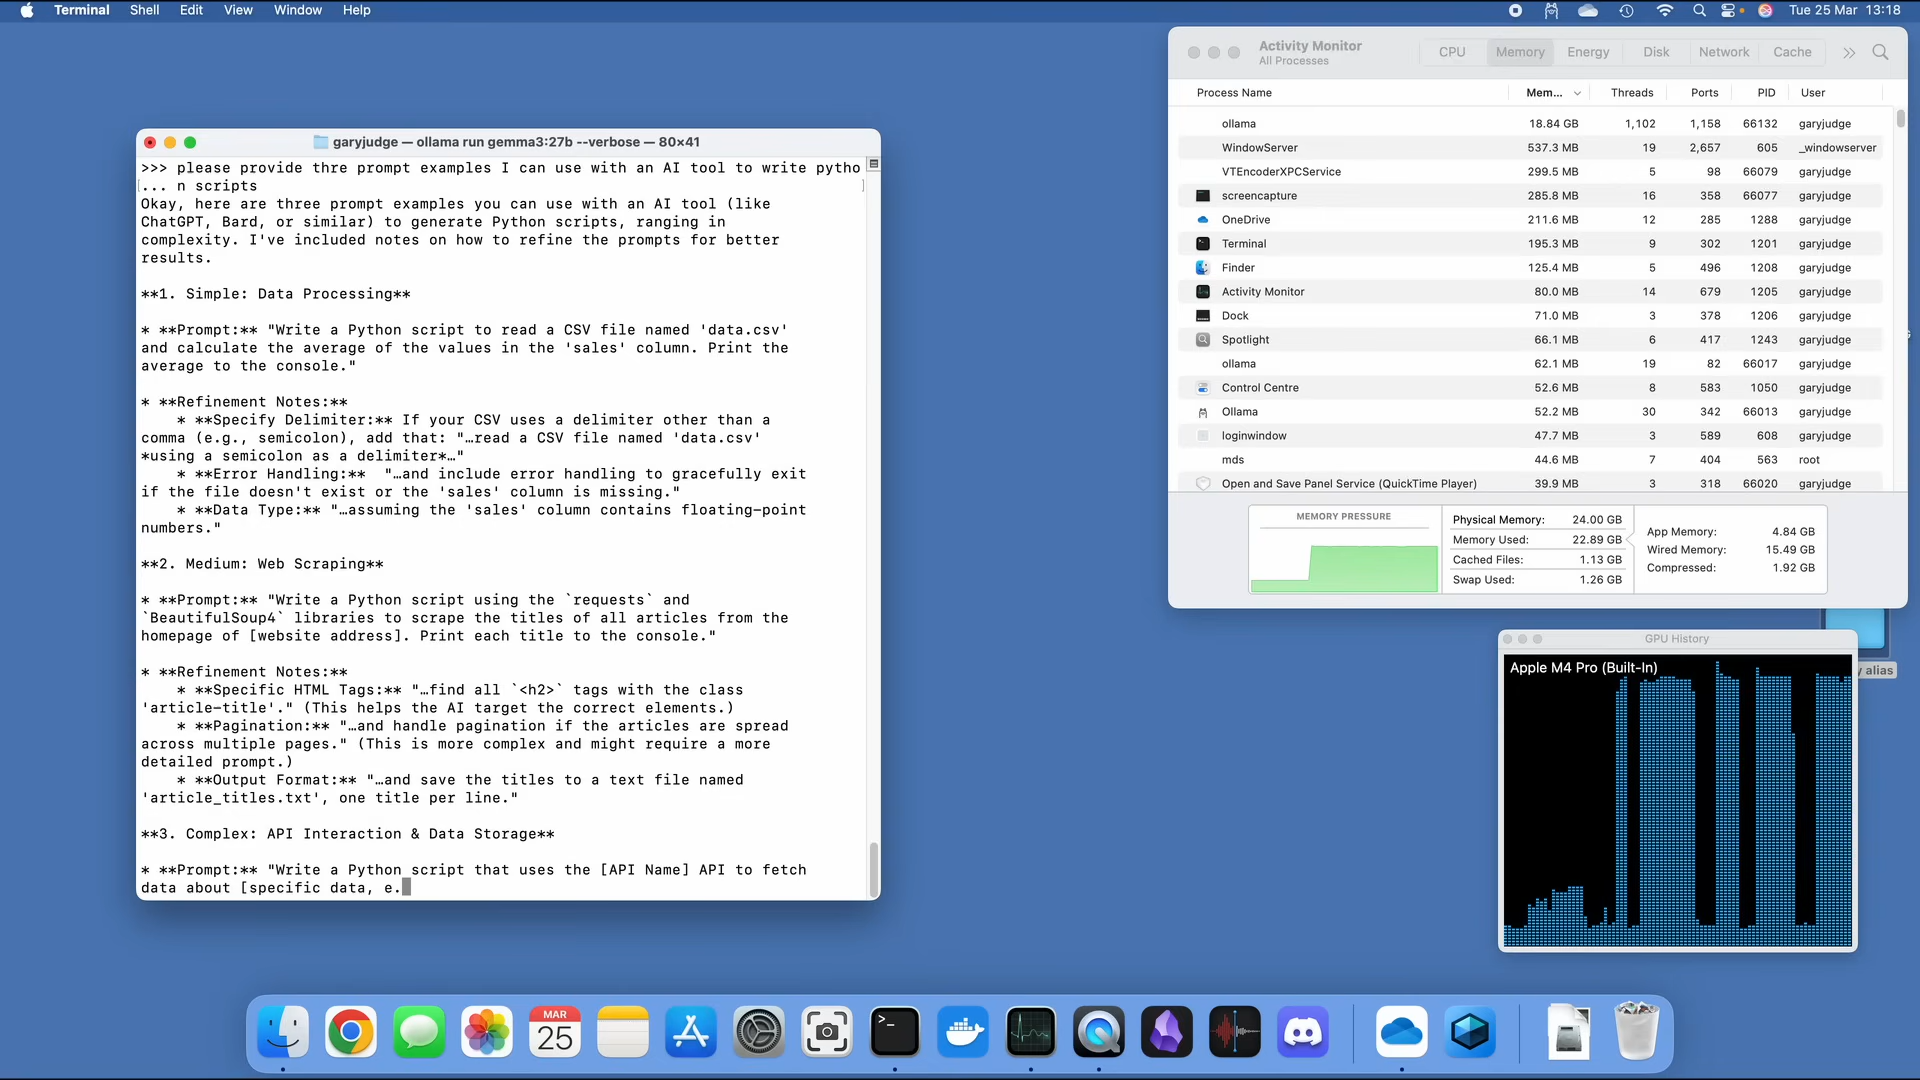 Terminal Shell Edit View Window Help
Tue 25 Mar 13:18
garyjudge — ollama run gemma3:27b --verbose — 80×41
>>> please provide thre prompt examples I can use with an AI tool to write pytho
... n scripts
Okay, here are three prompt examples you can use with an AI tool (like
ChatGPT, Bard, or similar) to generate Python scripts, ranging in
complexity. I've included notes on how to refine the prompts for better
results.
**1. Simple: Data Processing**
* **Prompt:** "Write a Python script to read a CSV file named 'data.csv'
and calculate the average of the values in the 'sales' column. Print the
average to the console."
* **Refinement Notes:**
* **Specify Delimiter:** If your CSV uses a delimiter other than a
comma (e.g., semicolon), add that: "…read a CSV file named 'data.csv'
*using a semicolon as a delimiter*…"
* **Error Handling:** "…and include error handling to gracefully exit
if the file doesn't exist or the 'sales' column is missing."
* **Data Type:** "…assuming the 'sales' column contains floating-point
numbers."
**2. Medium: Web Scraping**
* **Prompt:** "Write a Python script using the `requests` and
`BeautifulSoup4` libraries to scrape the titles of all articles from the
homepage of [website address]. Print each title to the console."
* **Refinement Notes:**
* **Specific HTML Tags:** "…find all `<h2>` tags with the class
'article-title'." (This helps the AI target the correct elements.)
* **Pagination:** "…and handle pagination if the articles are spread
across multiple pages." (This is more complex and might require a more
detailed prompt.)
* **Output Format:** "…and save the titles to a text file named
'article_titles.txt', one title per line."
**3. Complex: API Interaction & Data Storage**
* **Prompt:** "Write a Python script that uses the [API Name] API to fetch
data about [specific data, e.
Activity Monitor
All Processes
CPU Memory Energy Disk Network Cache
Process Name Mem... Threads Ports PID User
ollama 18.84 GB 1,102 1,158 66132 garyjudge
WindowServer 537.3 MB 19 2,657 605 _windowserver
VTEncoderXPCService 299.5 MB 5 98 66079 garyjudge
screencapture 285.8 MB 16 358 66077 garyjudge
OneDrive 211.6 MB 12 285 1288 garyjudge
Terminal 195.3 MB 9 302 1201 garyjudge
Finder 125.4 MB 5 496 1208 garyjudge
Activity Monitor 80.0 MB 14 679 1205 garyjudge
Dock 71.0 MB 3 378 1206 garyjudge
Spotlight 66.1 MB 6 417 1243 garyjudge
ollama 62.1 MB 19 82 66017 garyjudge
Control Centre 52.6 MB 8 583 1050 garyjudge
Ollama 52.2 MB 30 342 66013 garyjudge
loginwindow 47.7 MB 3 589 608 garyjudge
mds 44.6 MB 7 404 563 root
Open and Save Panel Service (QuickTime Player) 39.9 MB 3 318 66020 garyjudge
MEMORY PRESSURE
Physical Memory: 24.00 GB
Memory Used: 22.89 GB
Cached Files: 1.13 GB
Swap Used: 1.26 GB
App Memory: 4.84 GB
Wired Memory: 15.49 GB
Compressed: 1.92 GB
GPU History
Apple M4 Pro (Built-In)
y alias
MAR
25